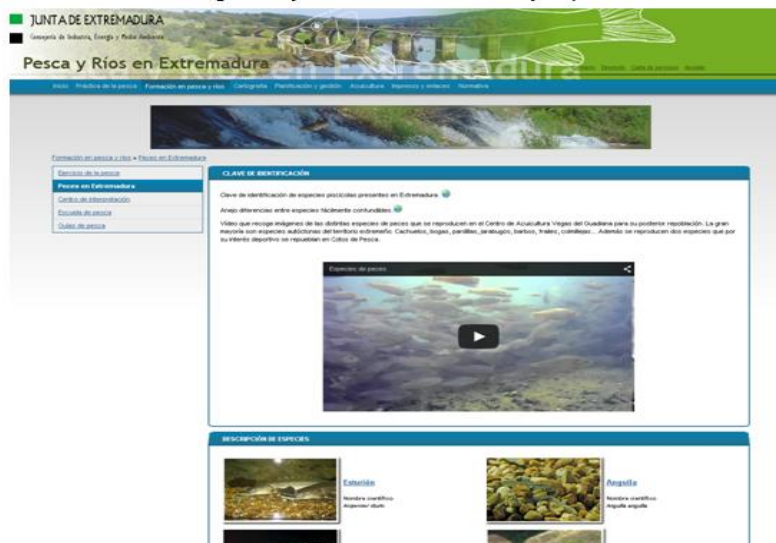 JUNTA DE EXTREMADURA
Consejería de Industria, Energía y Medio Ambiente
Pesca y Ríos en Extremadura
Inicio Práctica de la pesca Formación en pesca y ríos Cartografía Planificación y gestión Acuicultura Impresos y enlaces Normativa
Formación en pesca y ríos » Peces en Extremadura
Ejercicio de la pesca
Peces en Extremadura
Centro de interpretación
Escuela de pesca
Guías de pesca
CLAVE DE IDENTIFICACIÓN
Clave de identificación de especies piscícolas presentes en Extremadura.
Anejo diferencias entre especies fácilmente confundibles
Vídeo que recoge imágenes de las distintas especies de peces que se reproducen en el Centro de Acuicultura Vegas del Guadiana para su posterior repoblación. La gran
mayoría son especies autóctonas del territorio extremeño: Cachuelos, bogas, pardillas, jarabugos, barbos, frailes, colmillejas... Además se reproducen dos especies que por
su interés deportivo se repueblan en Cotos de Pesca.
Especies de peces
DESCRIPCIÓN DE ESPECIES
Esturión
Nombre científico
Acipenser sturio
Anguila
Nombre científico
Anguilla anguilla